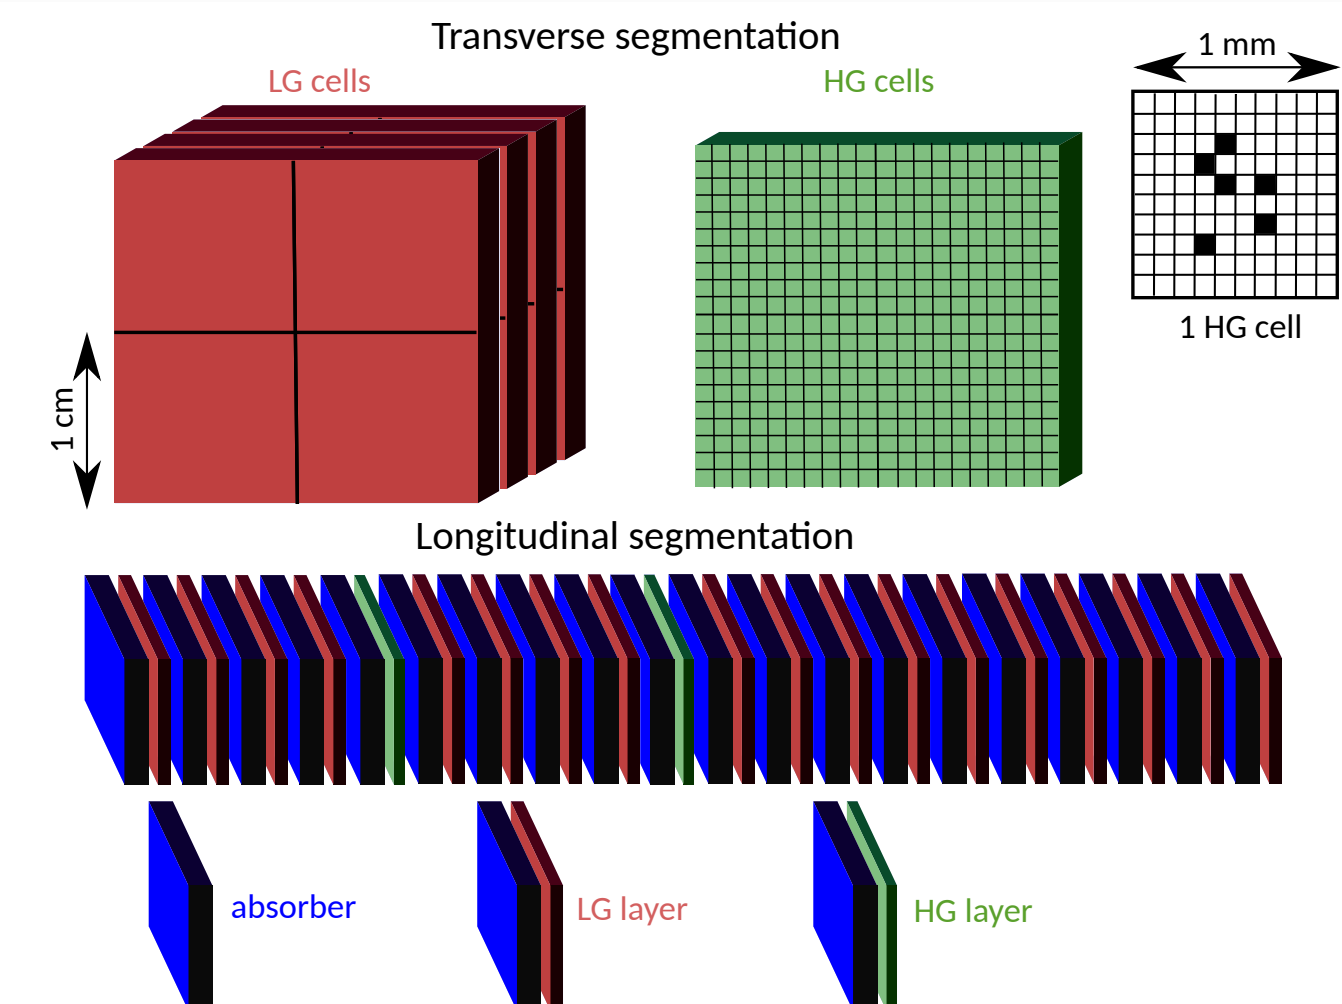 Transverse segmentation
LG cells
HG cells
1 mm
1 HG cell
1 cm
Longitudinal segmentation
absorber
LG layer
HG layer